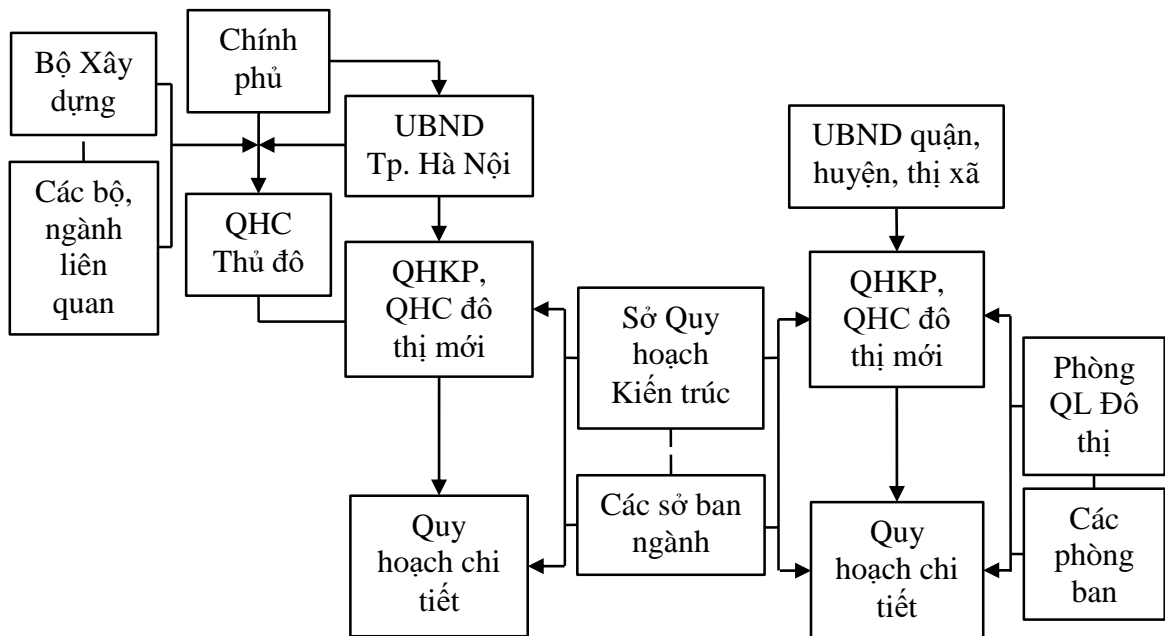 Chính
phủ
Bộ Xây
dựng
UBND
Tp. Hà Nội
UBND quận,
huyện, thị xã
Các bộ,
ngành
liên
quan
QHC
Thủ đô
QHKP,
QHC đô
thị mới
Sở Quy
hoạch
Kiến trúc
QHKP,
QHC đô
thị mới
Phòng
QL Đô
thị
Quy
hoạch chi
tiết
Các sở ban
ngành
Quy
hoạch chi
tiết
Các
phòng
ban